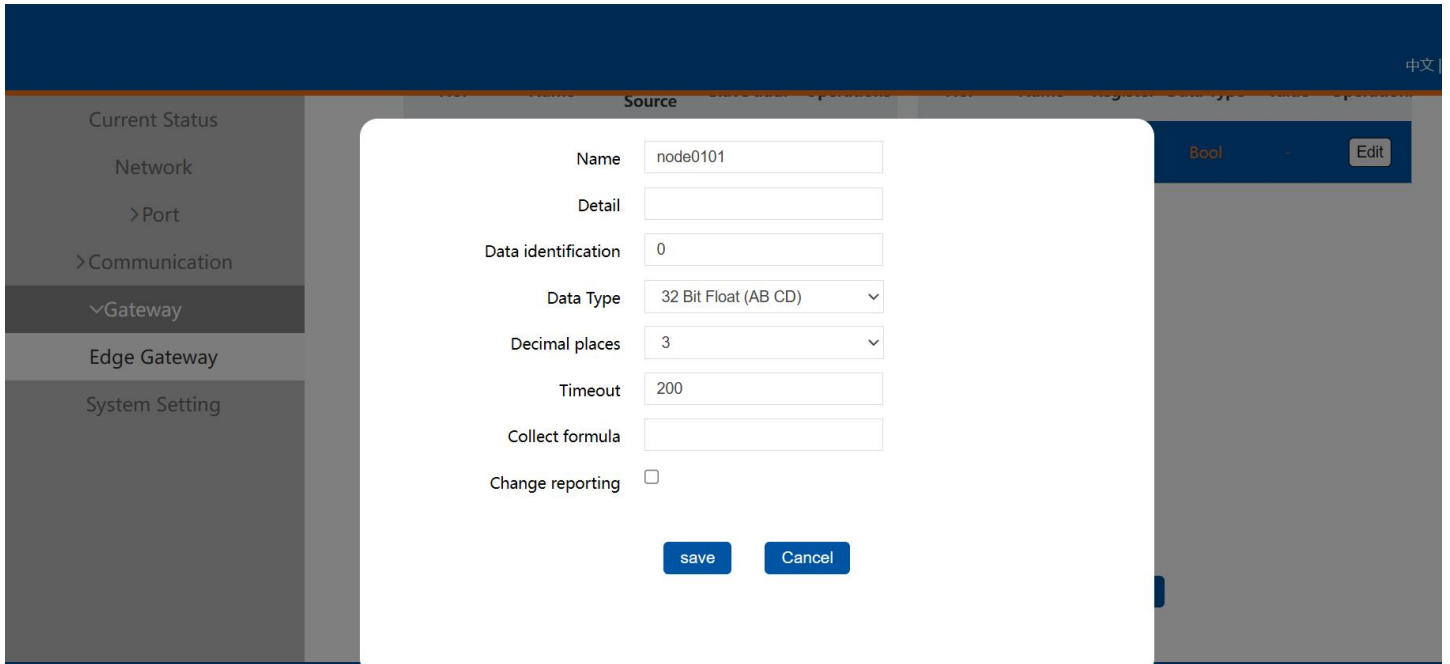 中文 |
Source
Current Status
Network
>Port
>Communication
Gateway
Edge Gateway
System Setting
Name node0101
Detail
Data identification 0
Data Type 32 Bit Float (AB CD)
Decimal places 3
Timeout 200
Collect formula
Change reporting
save Cancel
Bool - Edit